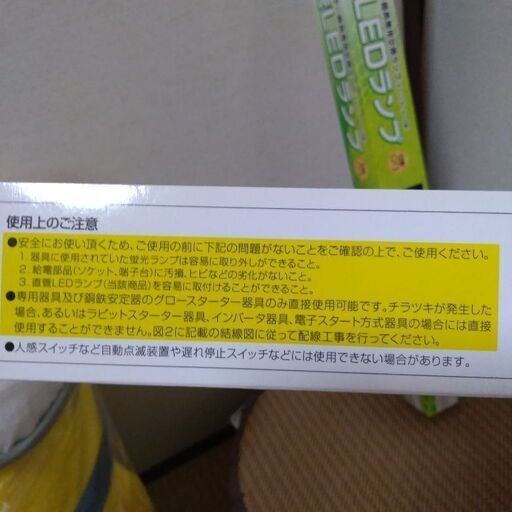 LEDランプ
LEDランプ
使用上のご注意
●安全にお使い頂くため、ご使用の前に下記の問題がないことをご確認の上で、ご使用ください。
1. 器具に使用されていた蛍光ランプは容易に取り外しができること。
2. 給電部品(ソケット、端子台)に汚損、ヒビなどの劣化がないこと。
3. 直管LEDランプ(当該商品)を容易に取付けることができること。
●専用器具及び銅鉄安定器のグロースターター器具のみ直接使用可能です。チラツキが発生した
場合、あるいはラピットスターター器具、インバータ器具、電子スタート方式器具の場合には直接
使用することができません。図2に記載の結線図に従って配線工事を行ってください。
●人感スイッチなど自動点滅装置や遅れ停止スイッチなどには使用できない場合があります。